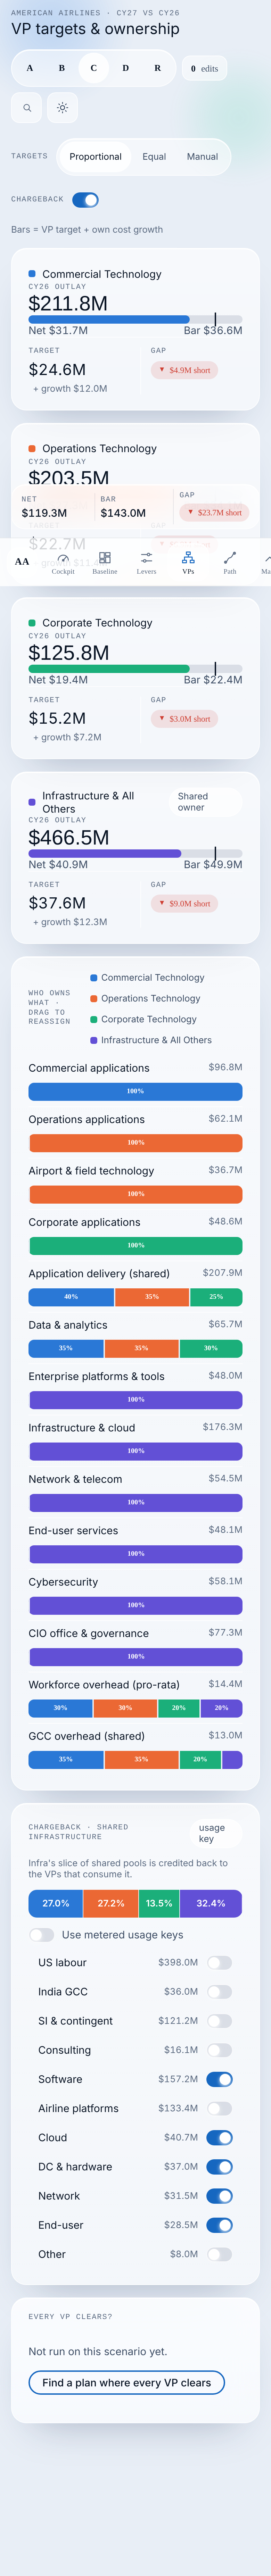 AMERICAN AIRLINES · CY27 VS CY26
VP targets & ownership
A B C D R 0 edits
TARGETS Proportional Equal Manual
CHARGEBACK
Bars = VP target + own cost growth
Commercial Technology
CY26 OUTLAY
$211.8M
Net $31.7M Bar $36.6M
TARGET GAP
$24.6M ▼ $4.9M short
+ growth $12.0M
Operations Technology
CY26 OUTLAY
$203.5M
NET BAR GAP
$119.3M $143.0M ▼ $23.7M short
TARGET
$22.7M
AA Cockpit Baseline Levers VPs Path
Corporate Technology
CY26 OUTLAY
$125.8M
Net $19.4M Bar $22.4M
TARGET GAP
$15.2M ▼ $3.0M short
+ growth $7.2M
Infrastructure & All Others
Shared owner
CY26 OUTLAY
$466.5M
Net $40.9M Bar $49.9M
TARGET GAP
$37.6M ▼ $9.0M short
+ growth $12.3M
WHO OWNS
WHAT ·
DRAG TO
REASSIGN
Commercial Technology
Operations Technology
Corporate Technology
Infrastructure & All Others
Commercial applications $96.8M
100%
Operations applications $62.1M
100%
Airport & field technology $36.7M
100%
Corporate applications $48.6M
100%
Application delivery (shared) $207.9M
40% 35% 25%
Data & analytics $65.7M
35% 35% 30%
Enterprise platforms & tools $48.0M
100%
Infrastructure & cloud $176.3M
100%
Network & telecom $54.5M
100%
End-user services $48.1M
100%
Cybersecurity $58.1M
100%
CIO office & governance $77.3M
100%
Workforce overhead (pro-rata) $14.4M
30% 30% 20% 20%
GCC overhead (shared) $13.0M
35% 35% 20%
CHARGEBACK · SHARED
INFRASTRUCTURE
usage key
Infra's slice of shared pools is credited back to
the VPs that consume it.
27.0% 27.2% 13.5% 32.4%
Use metered usage keys
US labour $398.0M
India GCC $36.0M
SI & contingent $121.2M
Consulting $16.1M
Software $157.2M
Airline platforms $133.4M
Cloud $40.7M
DC & hardware $37.0M
Network $31.5M
End-user $28.5M
Other $8.0M
EVERY VP CLEARS?
Not run on this scenario yet.
Find a plan where every VP clears